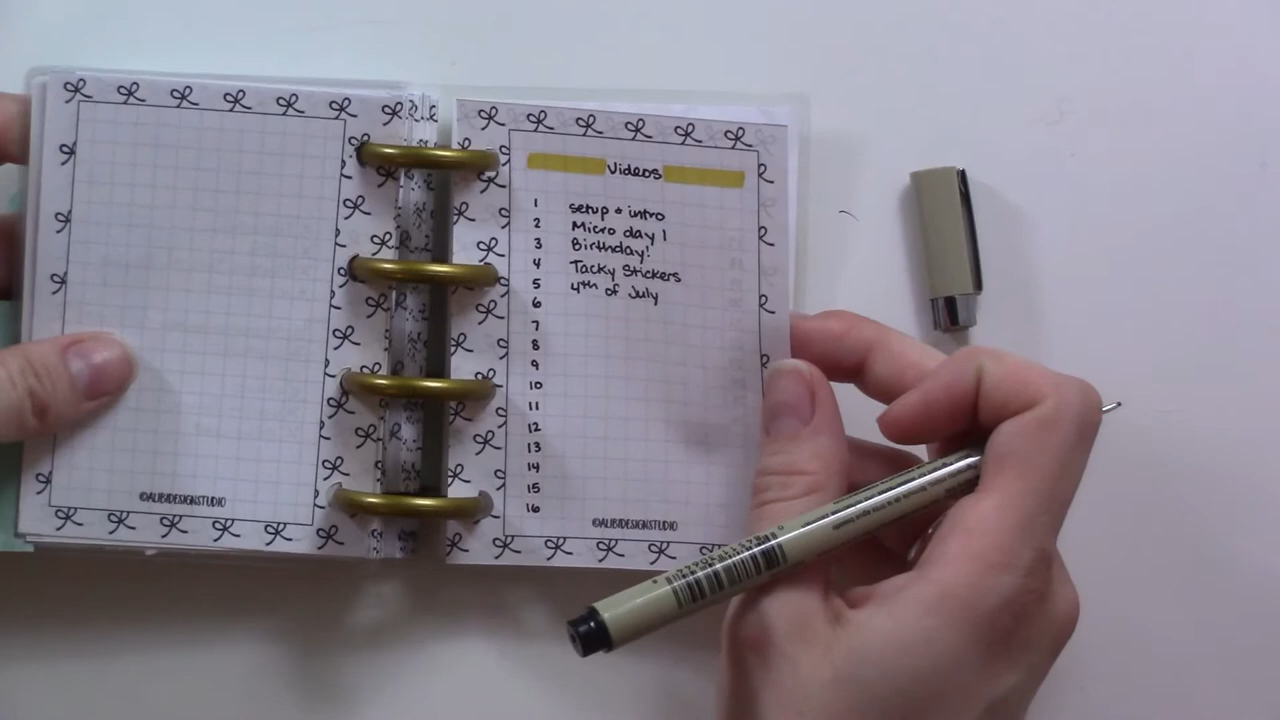 ©ALIBIDESIGNSTUDIO
Videos
1 setup & intro
2 Micro day 1
3 Birthday!
4 Tacky Stickers
5 4th of July
6
7
8
9
10
11
12
13
14
15
16
©ALIBIDESIGNSTUDIO